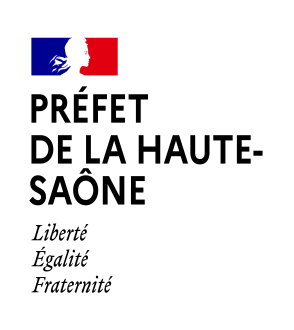 PRÉFET
DE LA HAUTE-
SAÔNE
Liberté
Égalité
Fraternité